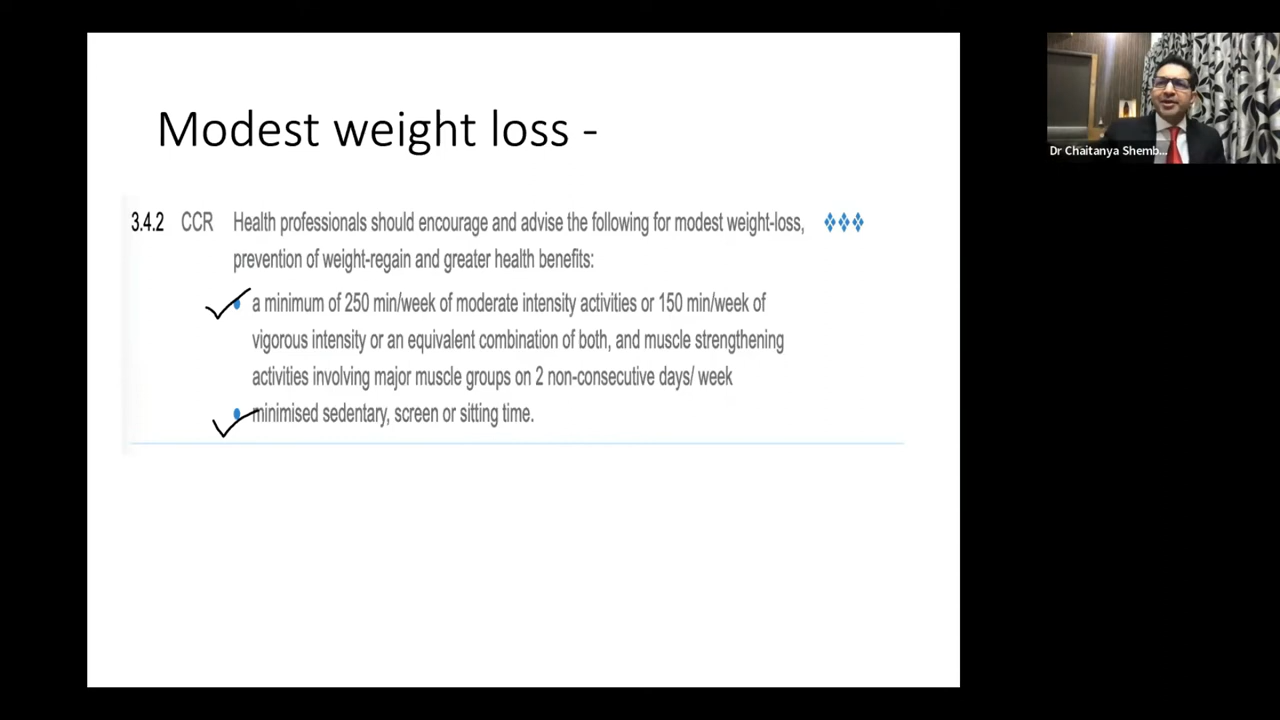 Modest weight loss -
3.4.2 CCR Health professionals should encourage and advise the following for modest weight-loss,
prevention of weight-regain and greater health benefits:
a minimum of 250 min/week of moderate intensity activities or 150 min/week of
vigorous intensity or an equivalent combination of both, and muscle strengthening
activities involving major muscle groups on 2 non-consecutive days/ week
minimised sedentary, screen or sitting time.
Dr Chaitanya Shemb...